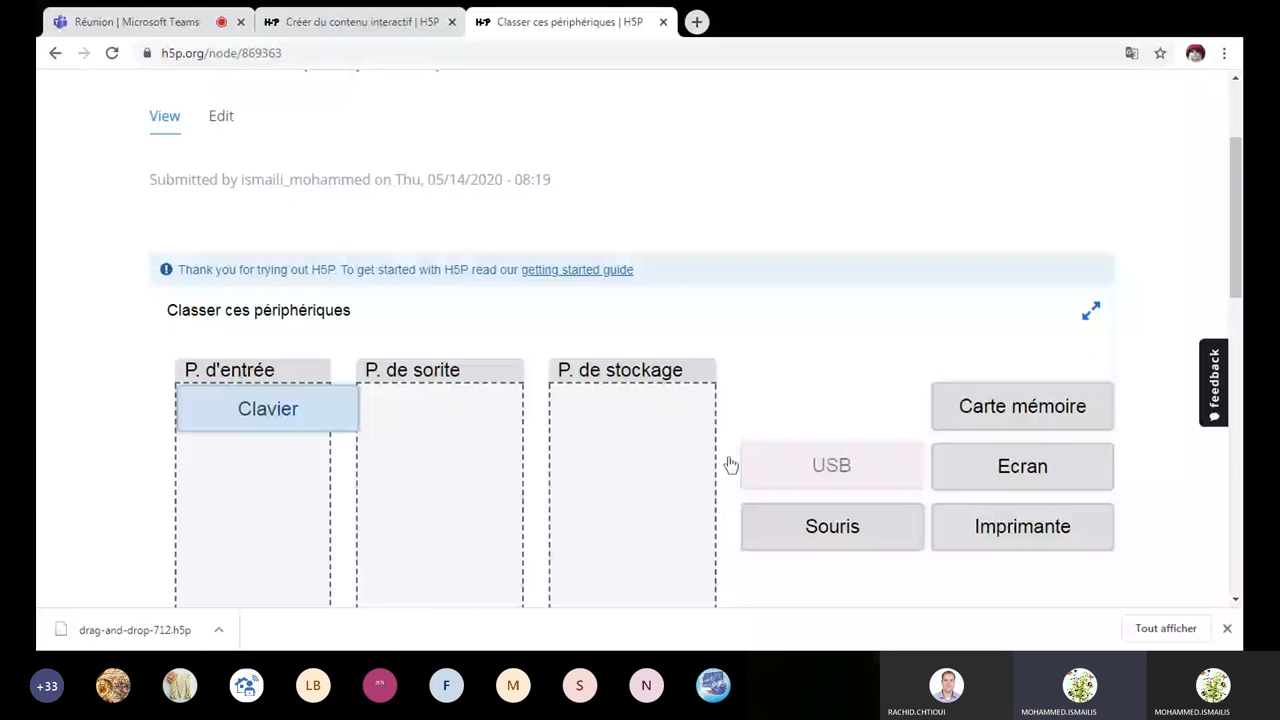 Réunion | Microsoft Teams
H-P Créer du contenu interactif | H5P
H-P Classer ces périphériques | H5P
h5p.org/node/869363
View
Edit
Submitted by ismaili_mohammed on Thu, 05/14/2020 - 08:19
Thank you for trying out H5P. To get started with H5P read our getting started guide
Classer ces périphériques
P. d'entrée
P. de sorite
P. de stockage
Clavier
Carte mémoire
USB
Ecran
Souris
Imprimante
feedback
drag-and-drop-712.h5p
Tout afficher
+33
LB
F
M
S
N
RACHID.CHTIOUI
MOHAMMED.ISMAILIS
MOHAMMED.ISMAILIS